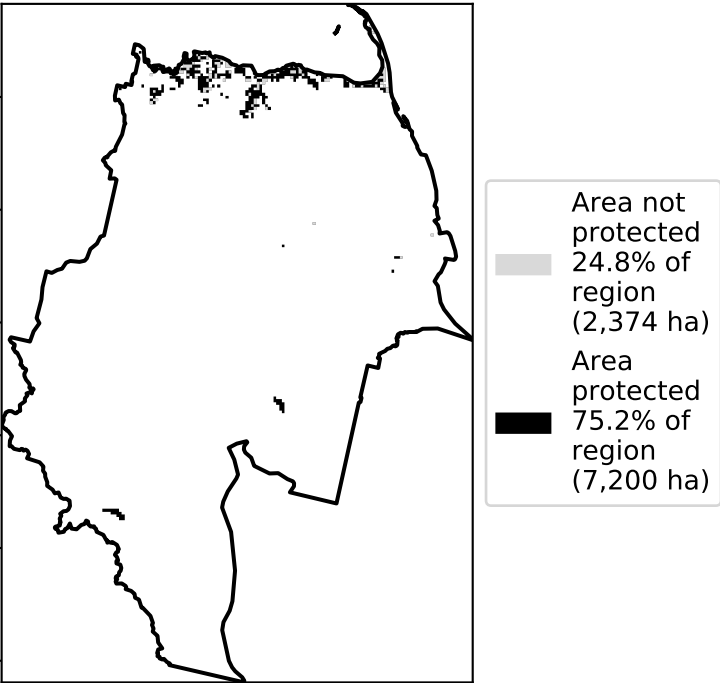 Area not
protected
24.8% of
region
(2,374 ha)
Area
protected
75.2% of
region
(7,200 ha)